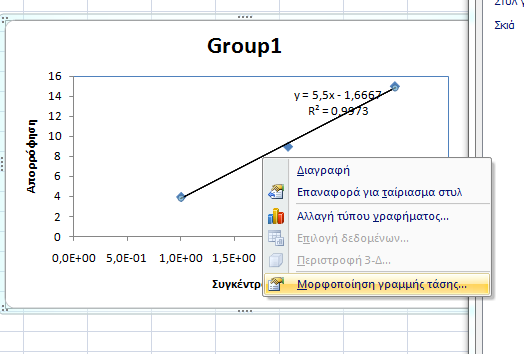 Σκιά
Group1
16
14
12
10
8
6
4
2
0
y = 5,5x - 1,6667
R² = 0,9973
Απορρόφηση
0,0E+00 5,0E-01 1,0E+00 1,5E+00
Διαγραφή
Επαναφορά για ταίριασμα στυλ
Αλλαγή τύπου γραφήματος...
Επιλογή δεδομένων...
Περιστροφή 3-Δ...
Μορφοποίηση γραμμής τάσης...